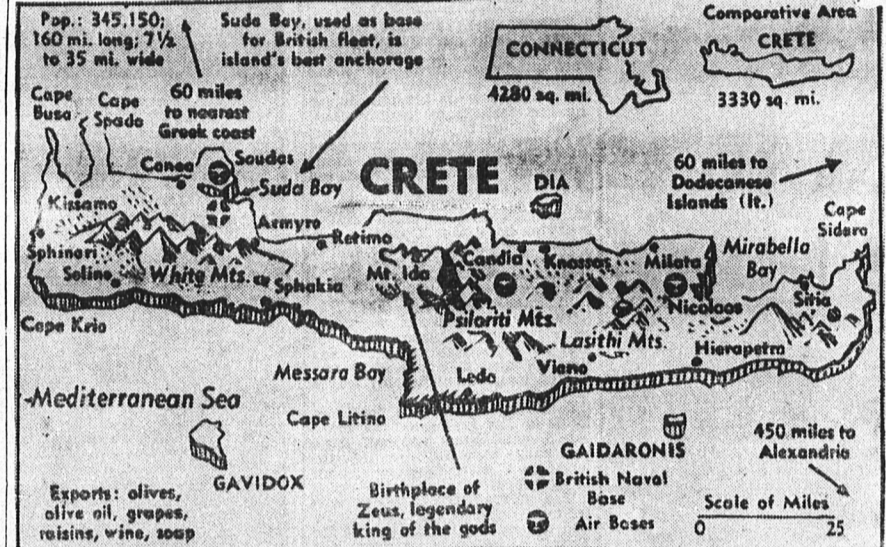 Pop.: 345,150;
160 mi. long; 7½
to 35 mi. wide
Suda Bay, used as base
for British fleet, is
island's best anchorage
CONNECTICUT
4280 sq. mi.
Comparative Area
CRETE
3330 sq. mi.
60 miles
to nearest
Greek coast
Cape
Busa
Cape
Spada
Canea
Soudas
Suda Bay
CRETE
DIA
60 miles to
Dodecanese
Islands (It.)
Cape
Sidero
Kissamo
Armyro
Retimo
Sphinari
Selino
White Mts.
Sphakia
Mt. Ida
Candia
Knossos
Milata
Mirabella
Bay
Nicolaos
Sitia
Cape Krio
Psiloriti Mts.
Lasithi Mts.
Hierapetra
Viano
Messara Bay
Leda
Mediterranean Sea
Cape Litino
GAVIDOX
GAIDARONIS
450 miles to
Alexandria
Exports: olives,
olive oil, grapes,
raisins, wine, soap
Birthplace of
Zeus, legendary
king of the gods
British Naval
Base
Air Bases
Scale of Miles
0 25